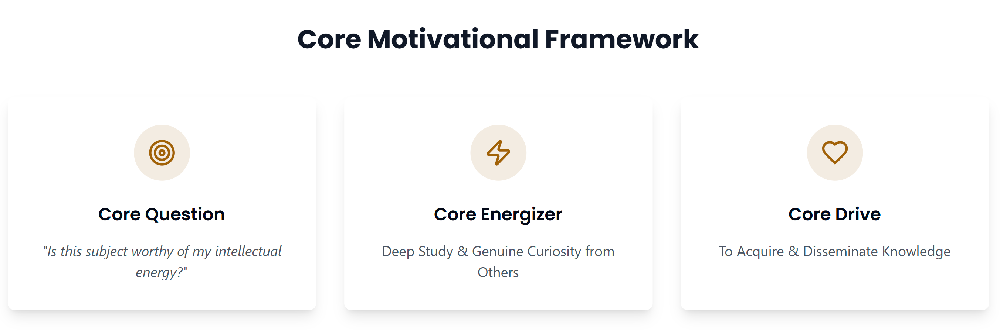 Core Motivational Framework
Core Question
"Is this subject worthy of my intellectual
energy?"
Core Energizer
Deep Study & Genuine Curiosity from
Others
Core Drive
To Acquire & Disseminate Knowledge